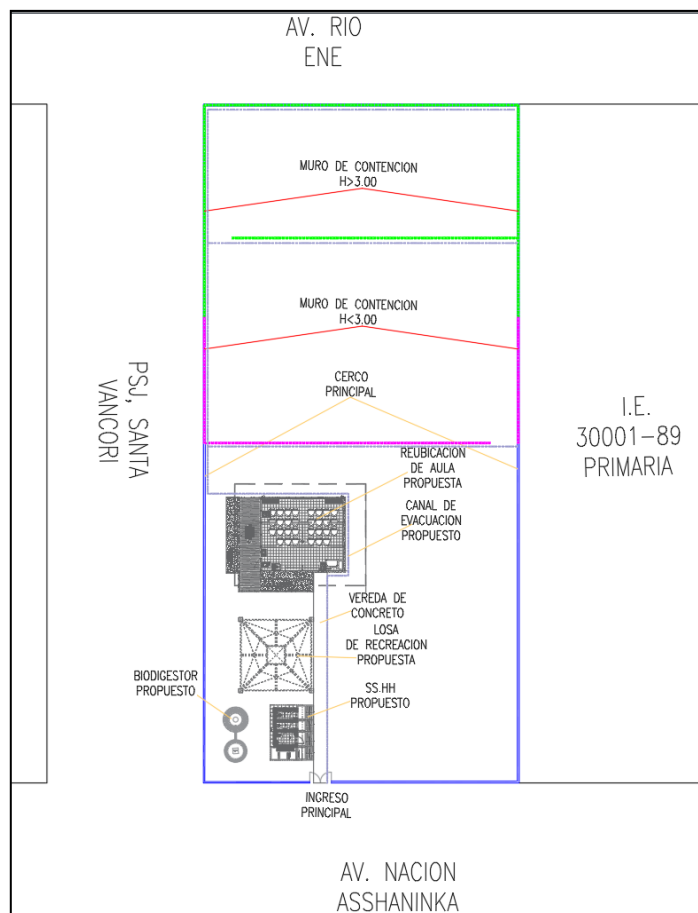 AV. RIO
ENE
MURO DE CONTENCION
H>3.00
MURO DE CONTENCION
H<3.00
PSJ, SANTA
VANCORI
CERCO
PRINCIPAL
I.E.
30001-89
PRIMARIA
REUBICACION
DE AULA
PROPUESTA
CANAL DE
EVACUACION
PROPUESTO
VEREDA DE
CONCRETO
LOSA
DE RECREACION
PROPUESTA
BIODIGESTOR
PROPUESTO
SS.HH
PROPUESTO
INGRESO
PRINCIPAL
AV. NACION
ASSHANINKA